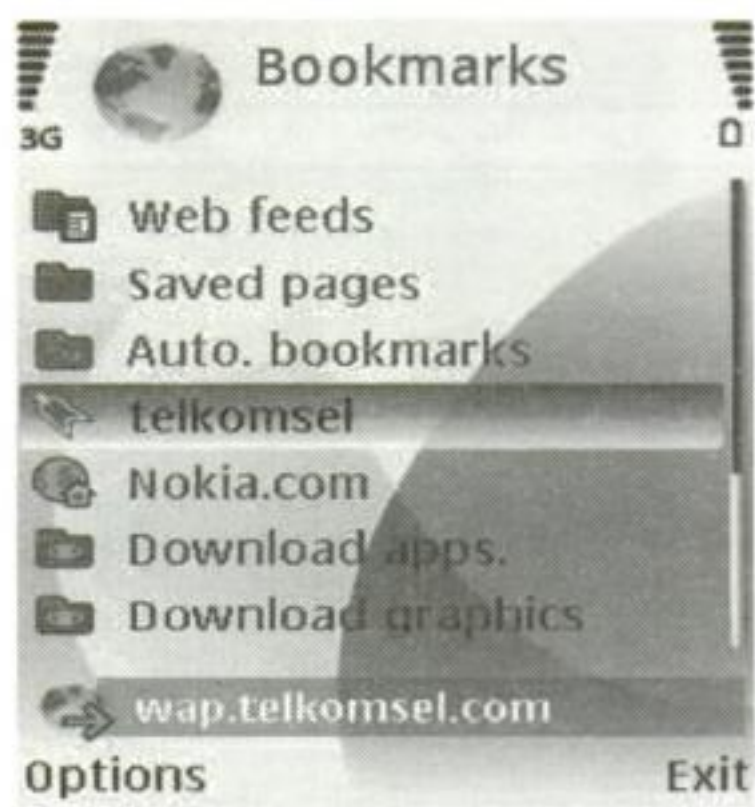 Bookmarks
3G
Web feeds
Saved pages
Auto. bookmarks
telkomsel
Nokia.com
Download apps.
Download graphics
wap.telkomsel.com
Options Exit